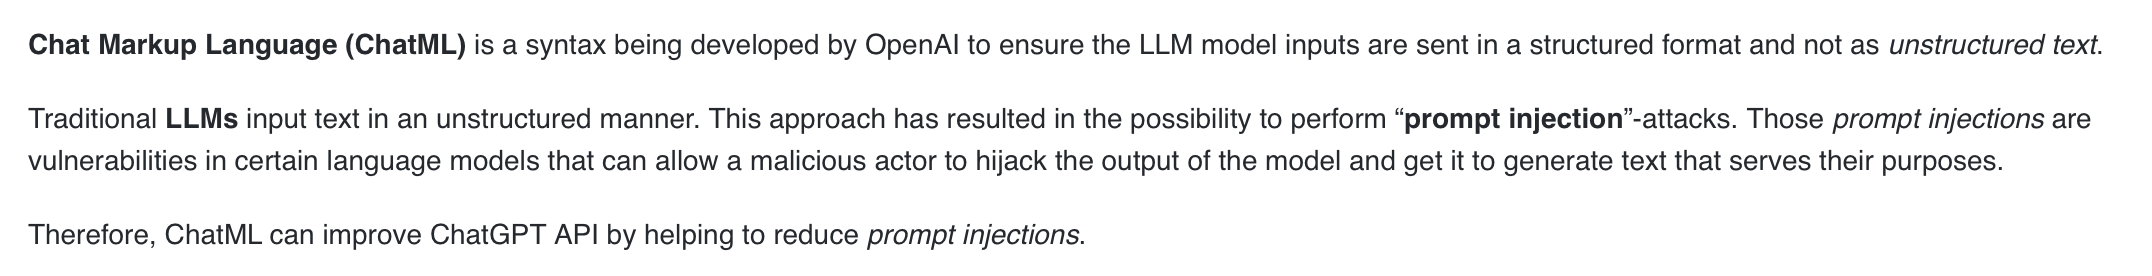 Chat Markup Language (ChatML) is a syntax being developed by OpenAI to ensure the LLM model inputs are sent in a structured format and not as unstructured text.
Traditional LLMs input text in an unstructured manner. This approach has resulted in the possibility to perform “prompt injection”-attacks. Those prompt injections are
vulnerabilities in certain language models that can allow a malicious actor to hijack the output of the model and get it to generate text that serves their purposes.
Therefore, ChatML can improve ChatGPT API by helping to reduce prompt injections.